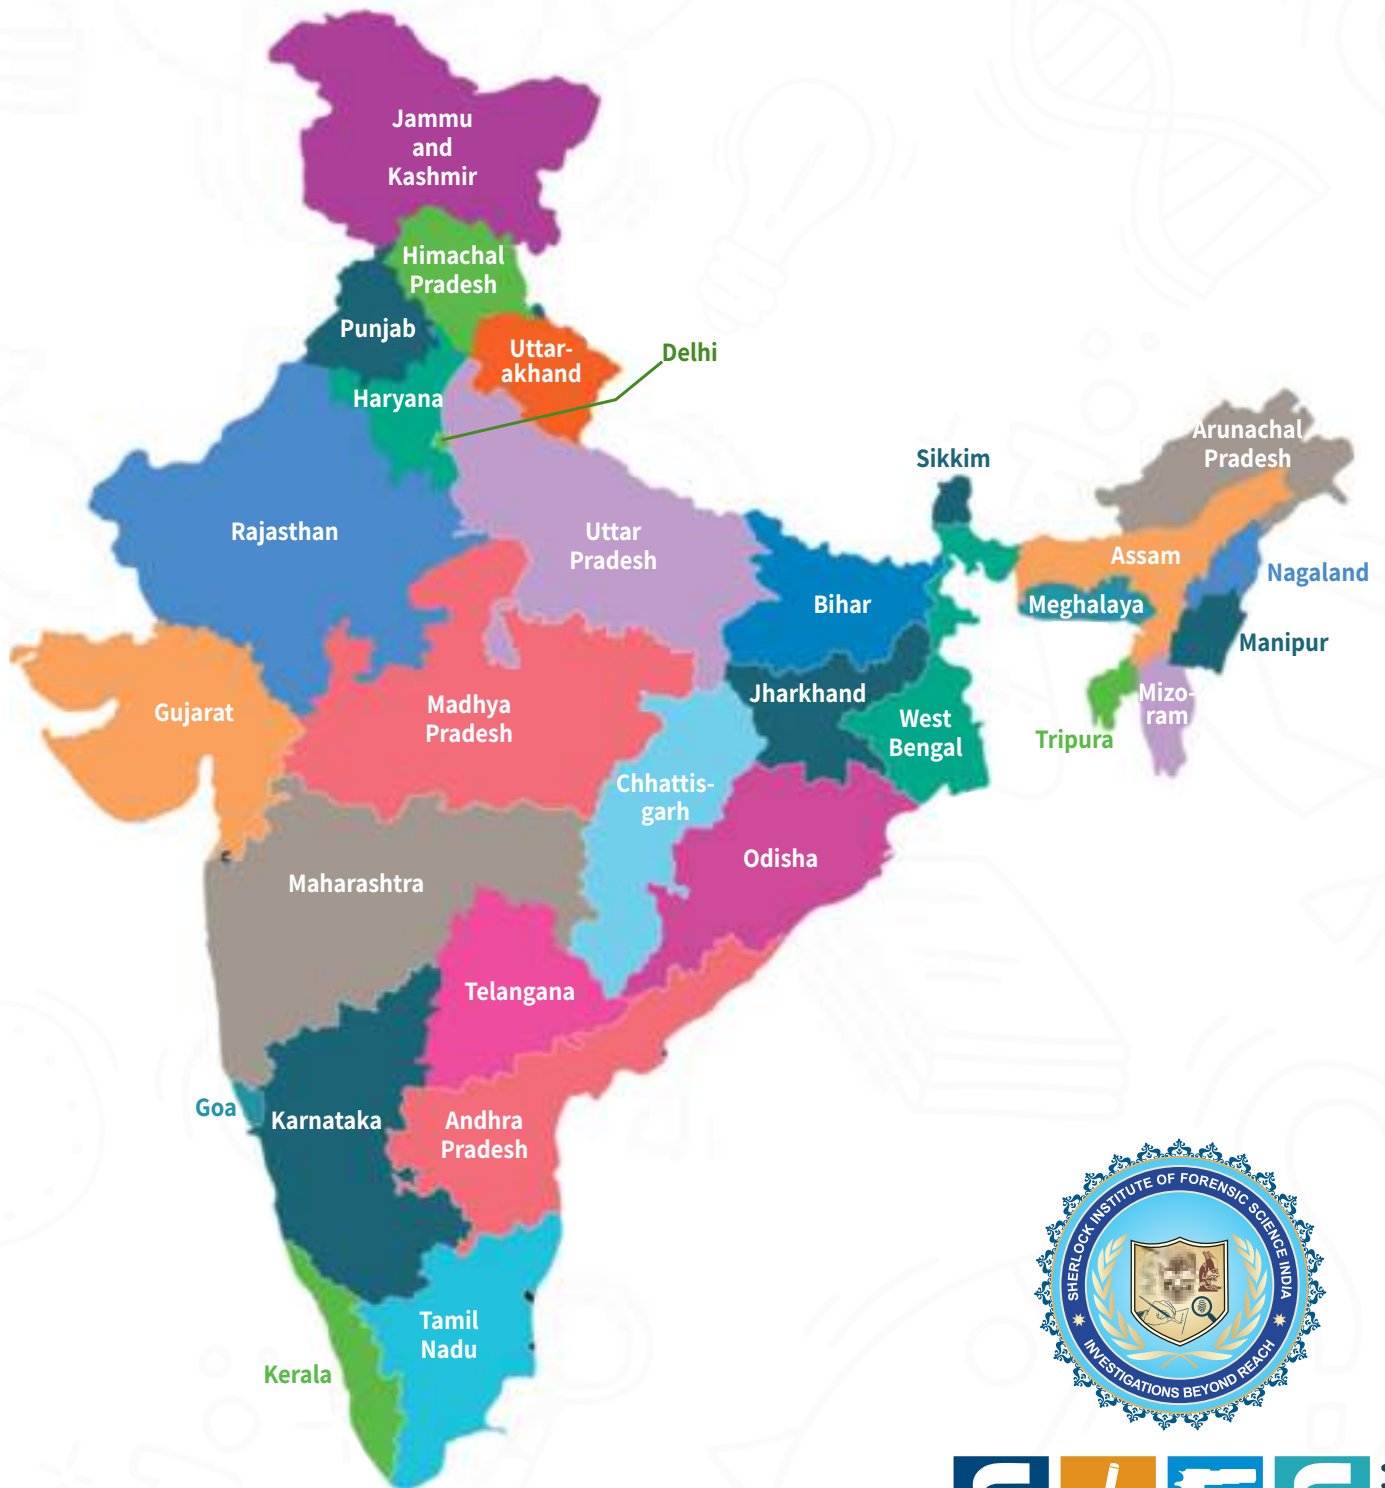 Jammu
and
Kashmir
Himachal
Pradesh
Punjab
Uttar-
akhand
Delhi
Haryana
Sikkim
Arunachal
Pradesh
Rajasthan
Uttar
Pradesh
Assam
Nagaland
Bihar
Meghalaya
Manipur
Jharkhand
Mizo-
ram
Gujarat
Madhya
Pradesh
West
Bengal
Tripura
Chhattis-
garh
Odisha
Maharashtra
Telangana
Goa
Karnataka
Andhra
Pradesh
Tamil
Nadu
Kerala
SHERLOCK INSTITUTE OF FORENSIC SCIENCE INDIA
INVESTIGATIONS BEYOND REACH